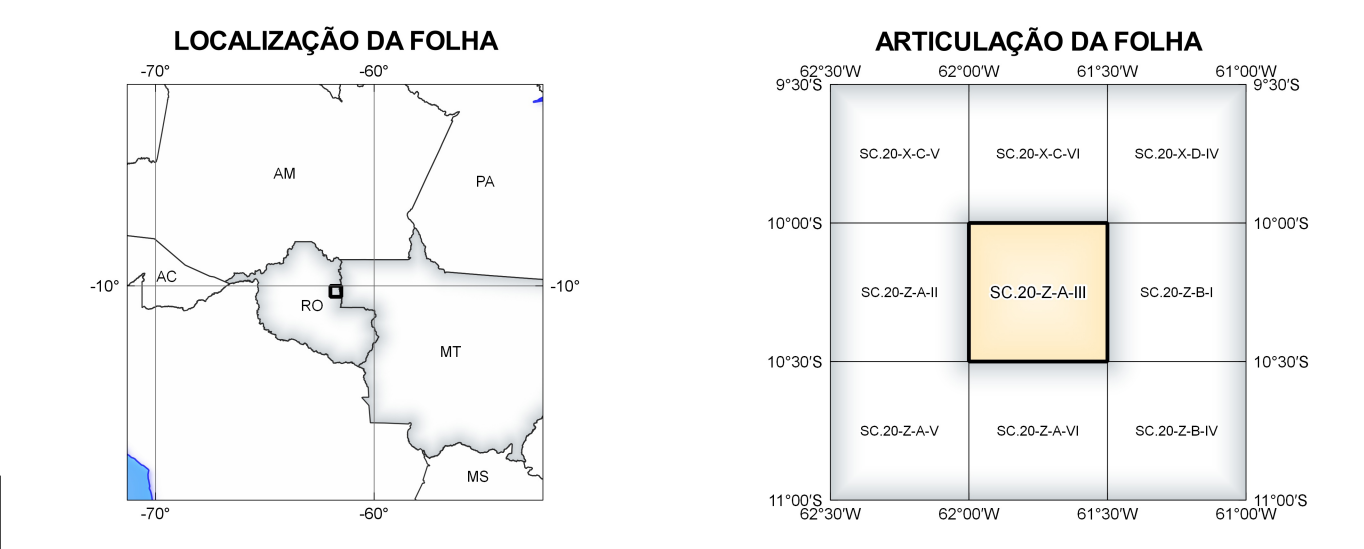 LOCALIZAÇÃO DA FOLHA
-70° -60°
AM
PA
AC
-10° -10°
RO
MT
MS
-70° -60°
ARTICULAÇÃO DA FOLHA
62°30'W 62°00'W 61°30'W 61°00'W
9°30'S 9°30'S
SC.20-X-C-V SC.20-X-C-VI SC.20-X-D-IV
10°00'S 10°00'S
SC.20-Z-A-II SC.20-Z-A-III SC.20-Z-B-I
10°30'S 10°30'S
SC.20-Z-A-V SC.20-Z-A-VI SC.20-Z-B-IV
11°00'S 11°00'S
62°30'W 62°00'W 61°30'W 61°00'W